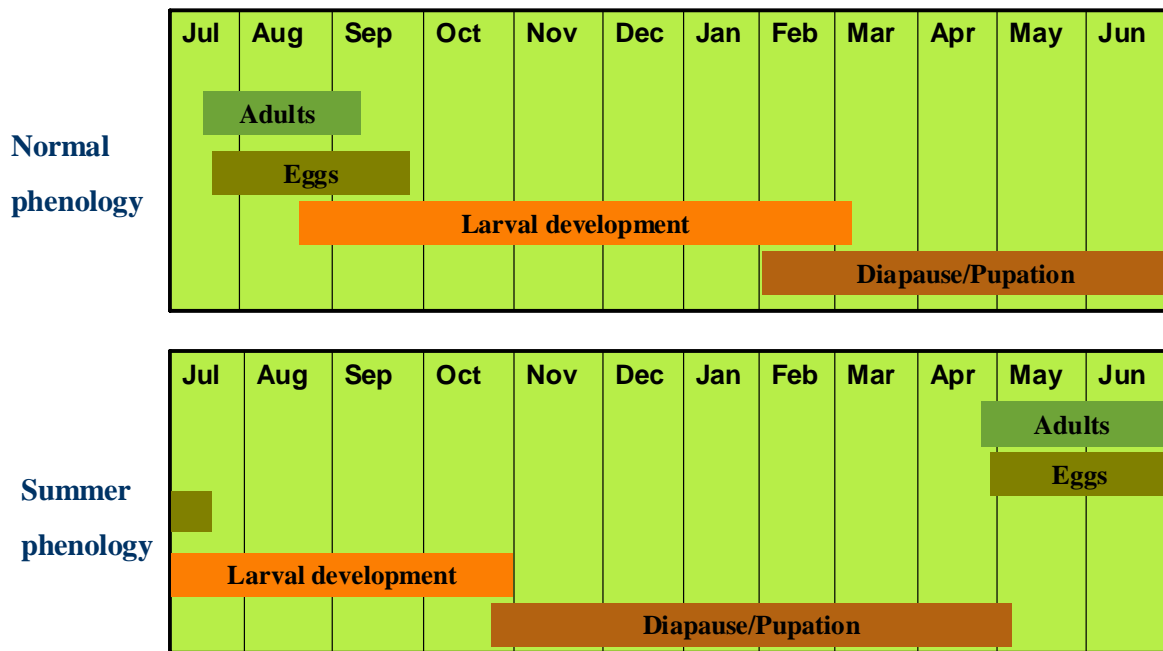 Jul Aug Sep Oct Nov Dec Jan Feb Mar Apr May Jun
Adults
Normal
phenology
Eggs
Larval development
Diapause/Pupation
Jul Aug Sep Oct Nov Dec Jan Feb Mar Apr May Jun
Adults
Eggs
Summer
phenology
Larval development
Diapause/Pupation